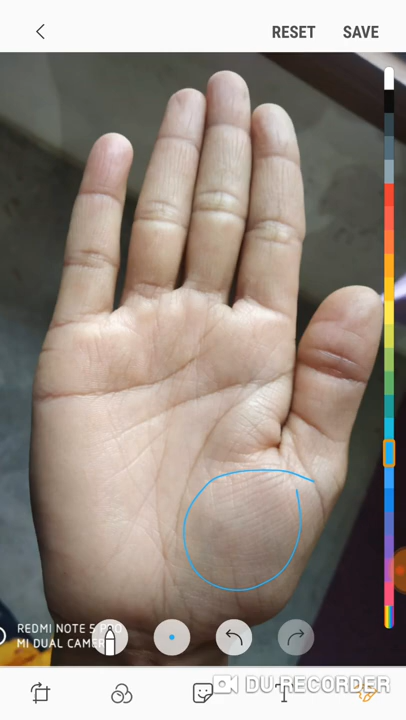 RESET SAVE
REDMI NOTE 5 PRO
MI DUAL CAMERA
T
DU RECORDER